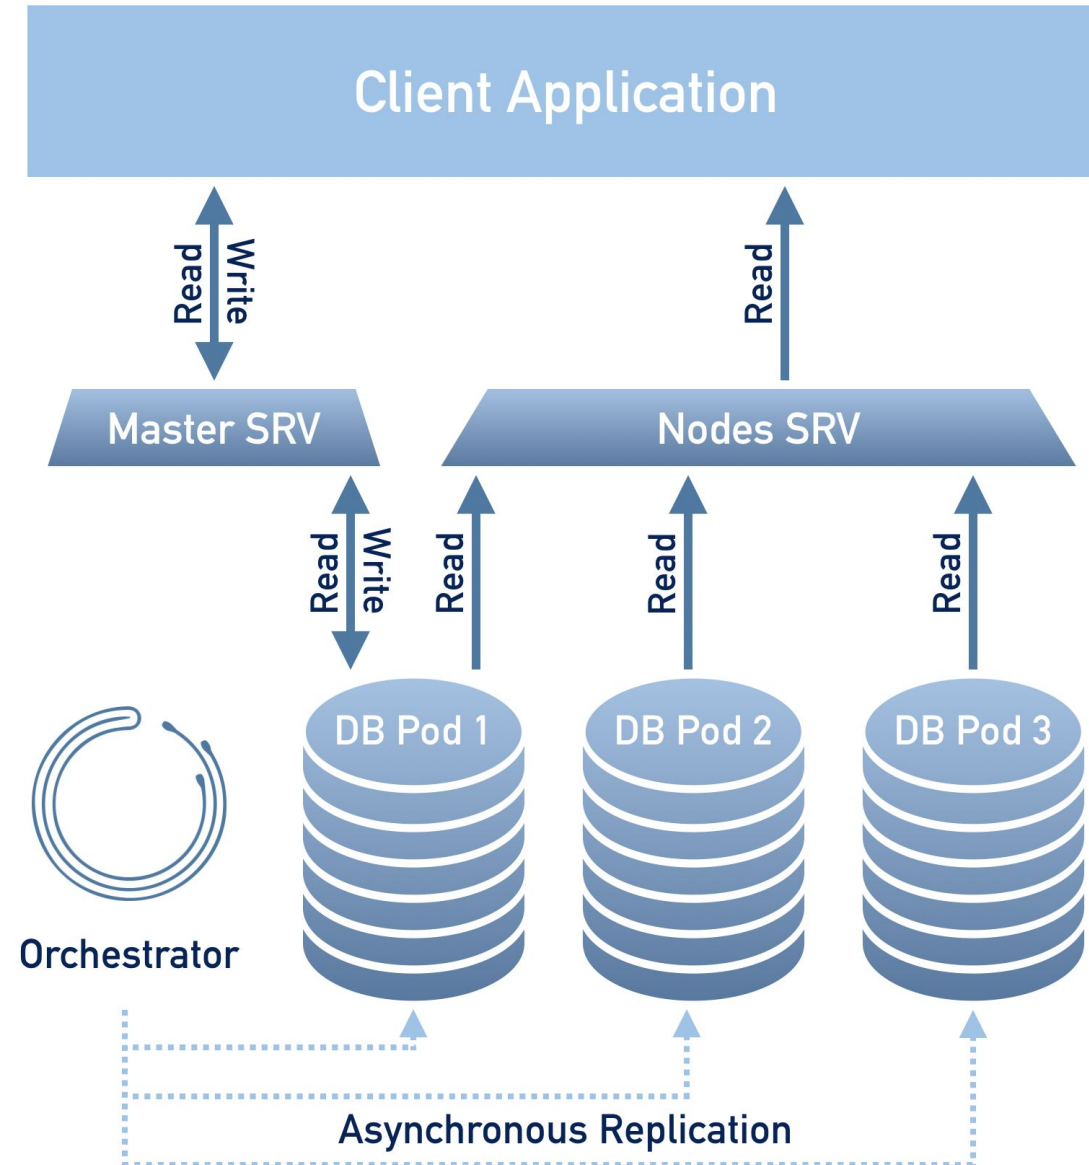 Client Application
Read
Write
Read
Master SRV
Nodes SRV
Read
Write
Read
Read
Read
DB Pod 1
DB Pod 2
DB Pod 3
Orchestrator
Asynchronous Replication